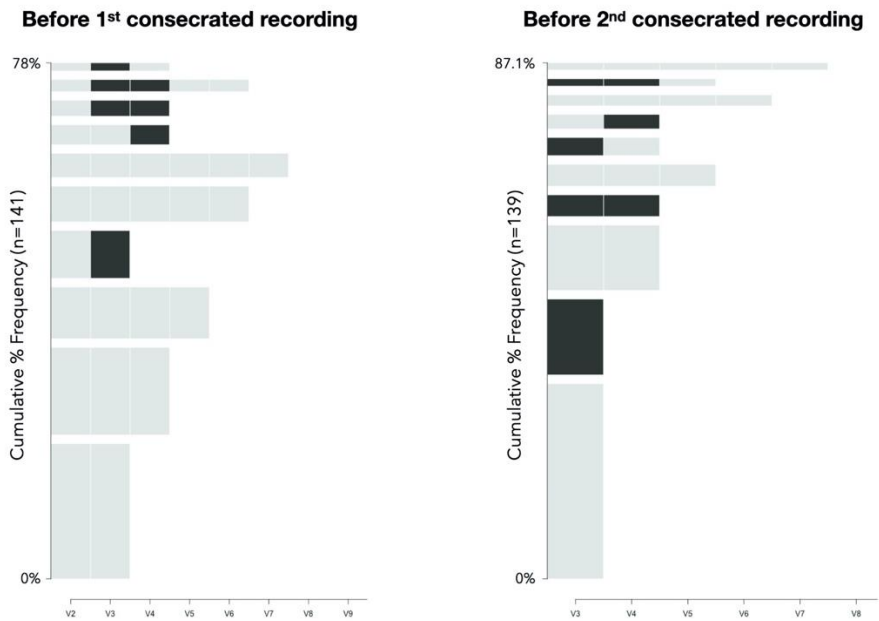 Before 1st consecrated recording
78%
Cumulative % Frequency (n=141)
0%
V2 V3 V4 V5 V6 V7 V8 V9
Before 2nd consecrated recording
87.1%
Cumulative % Frequency (n=139)
0%
V3 V4 V5 V6 V7 V8